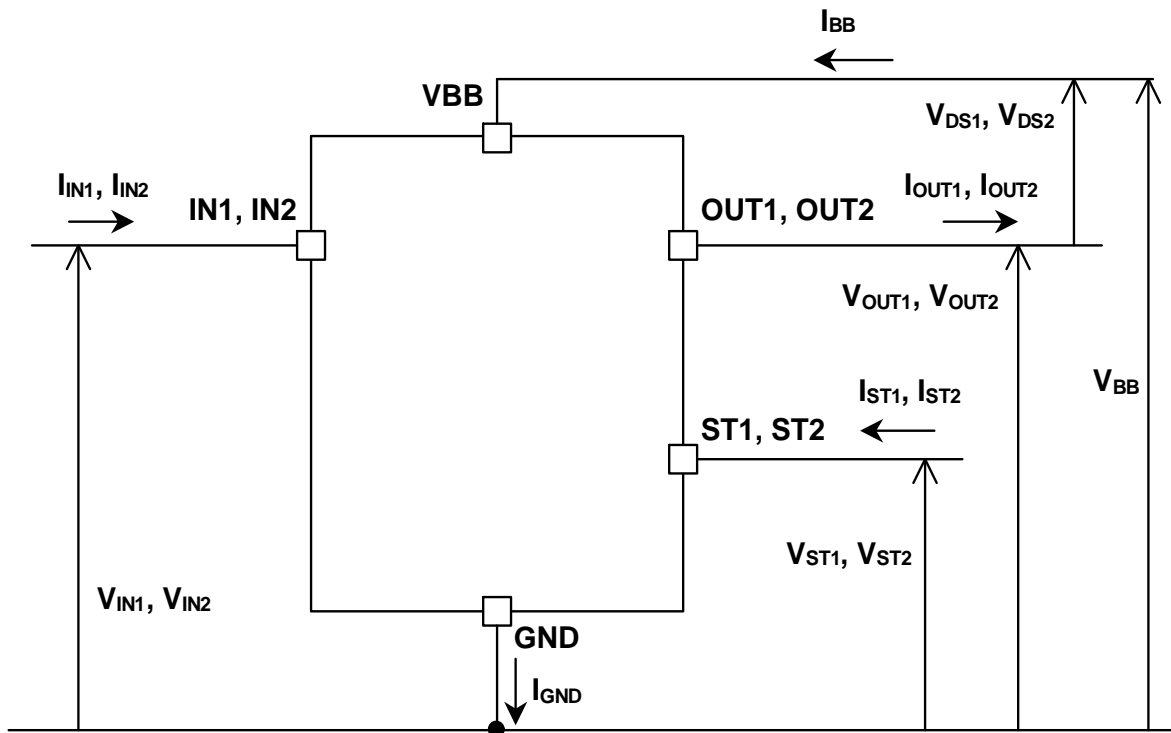 IBB
VBB
VDS1, VDS2
IIN1, IIN2
IN1, IN2
OUT1, OUT2
IOUT1, IOUT2
VOUT1, VOUT2
VBB
IST1, IST2
ST1, ST2
VST1, VST2
VIN1, VIN2
GND
IGND